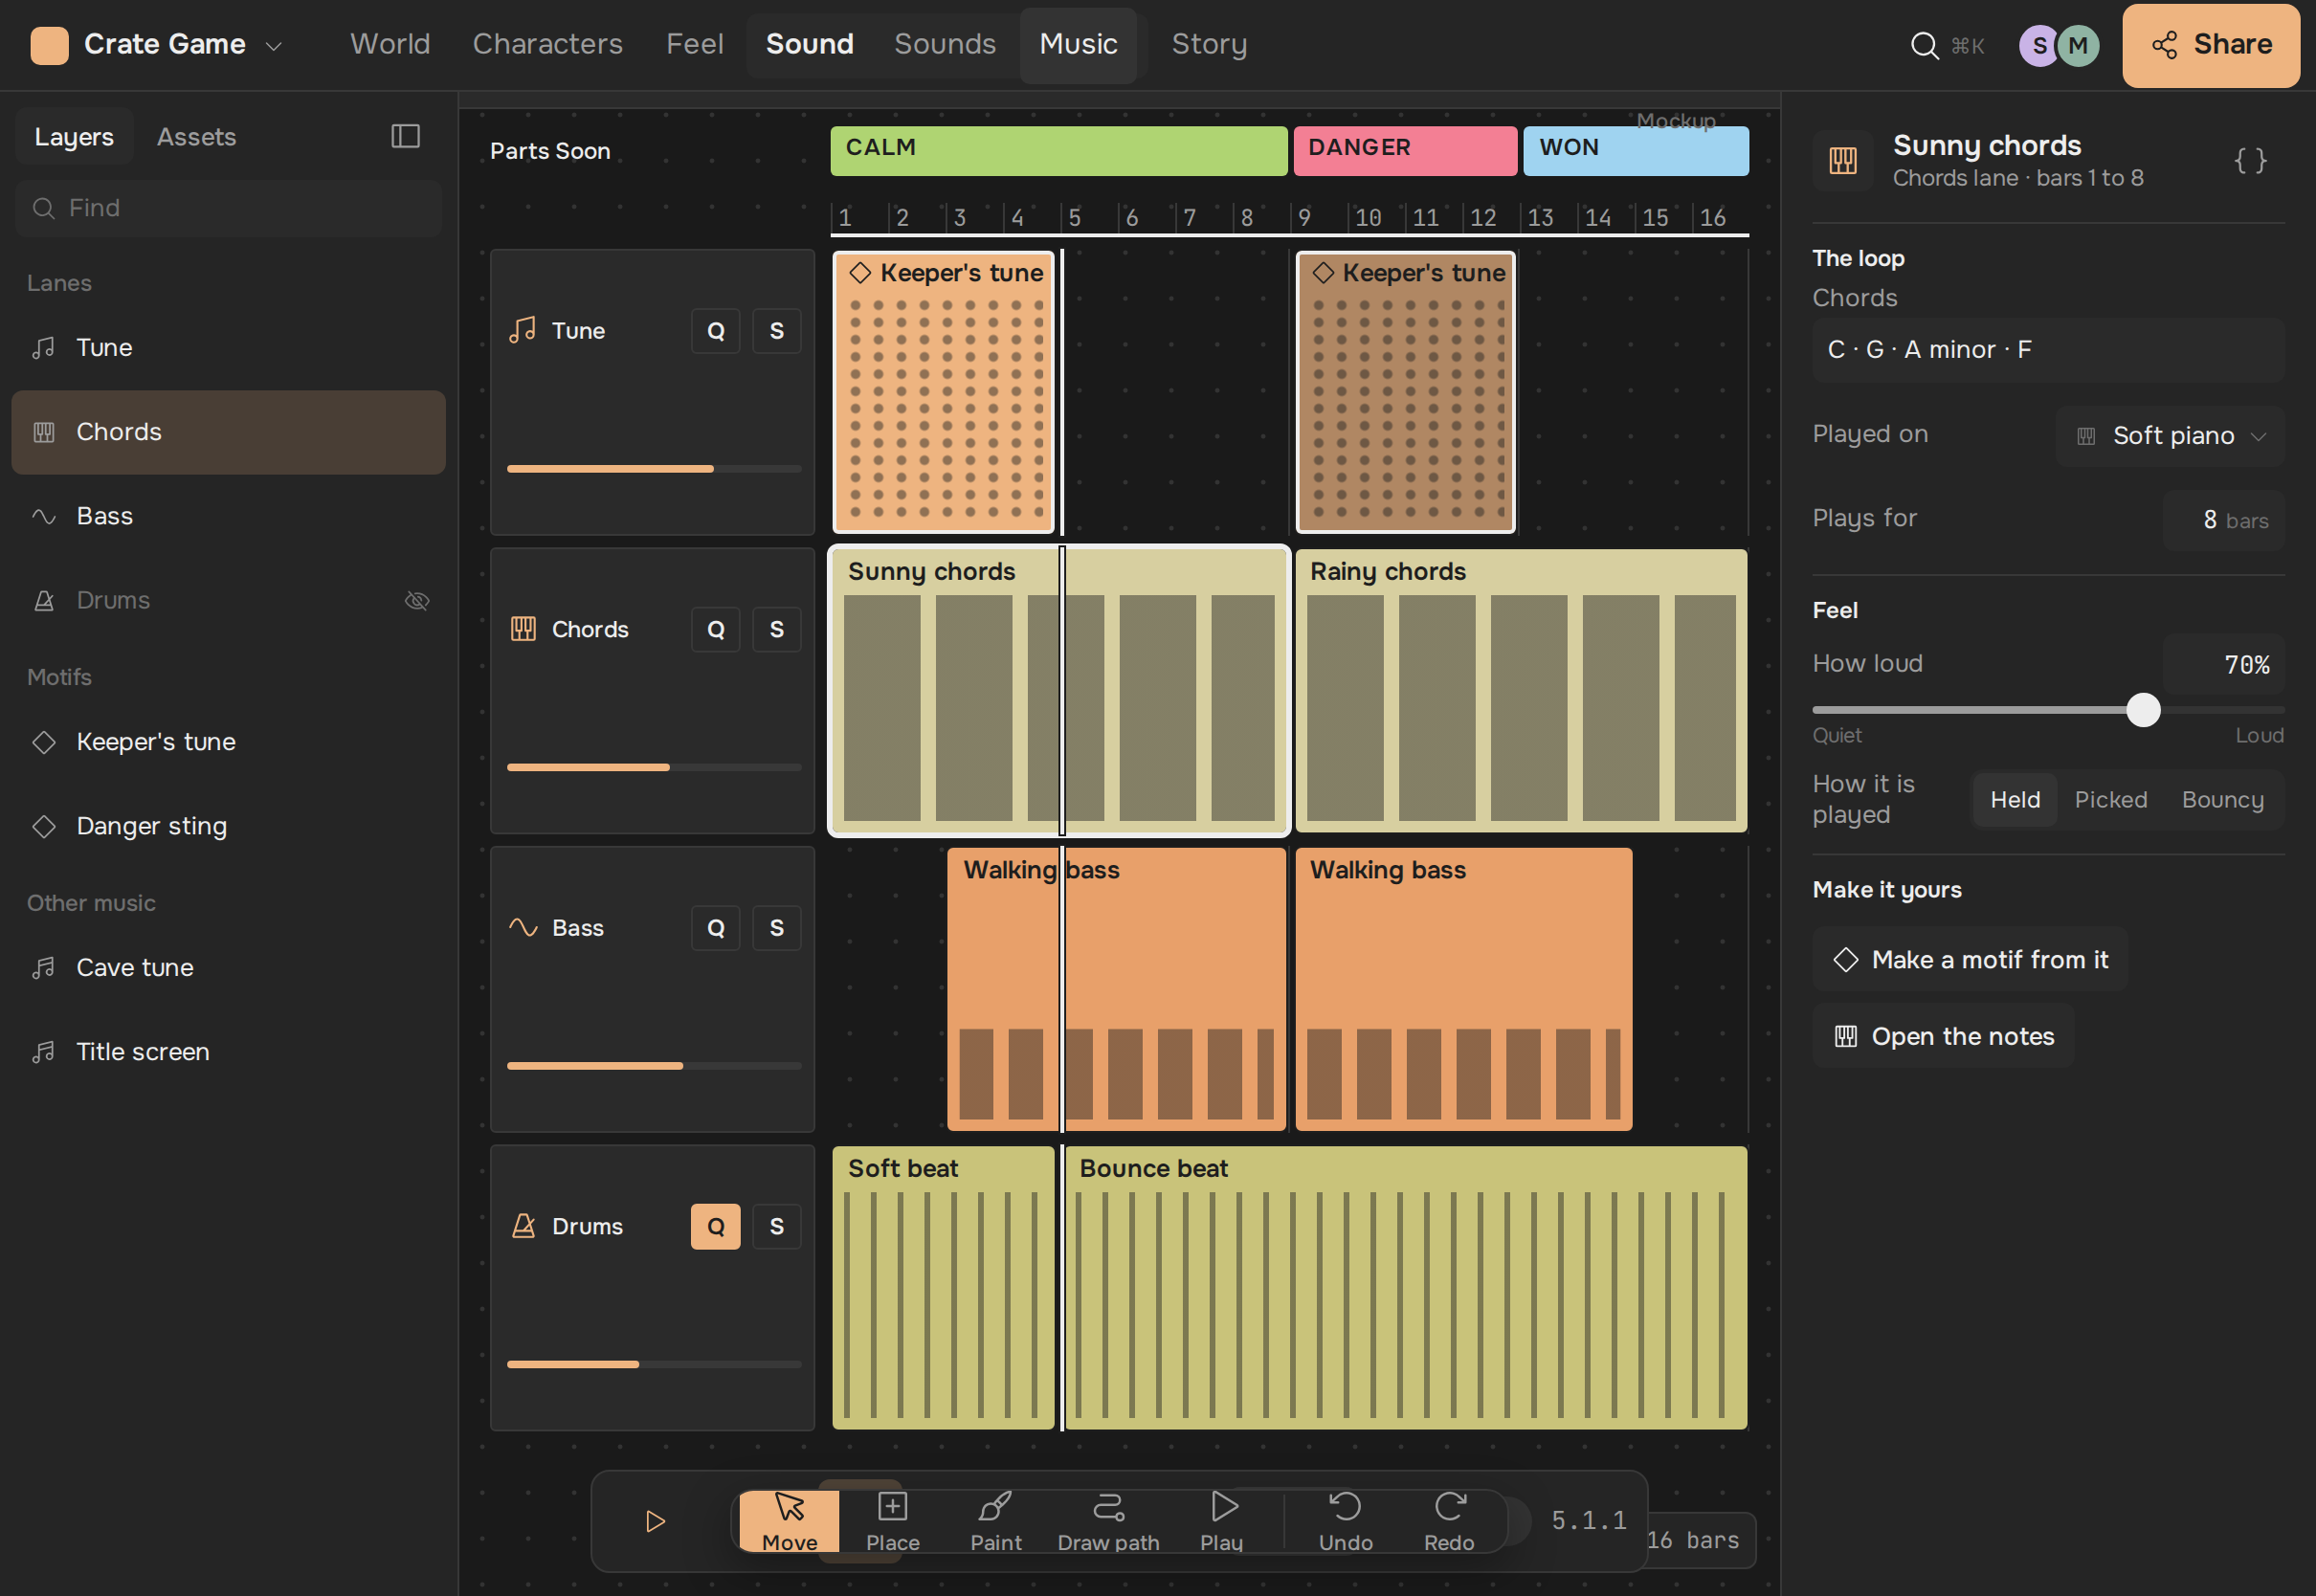 Crate Game
World
Characters
Feel
Sound
Sounds
Music
Story
⌘K
S
M
Share
Layers
Assets
Find
Lanes
Tune
Chords
Bass
Drums
Motifs
Keeper's tune
Danger sting
Other music
Cave tune
Title screen
Mockup
Parts Soon
CALM
DANGER
WON
1 2 3 4 5 6 7 8 9 10 11 12 13 14 15 16
Tune
Q
S
Keeper's tune
Keeper's tune
Chords
Q
S
Sunny chords
Rainy chords
Bass
Q
S
Walking bass
Walking bass
Drums
Q
S
Soft beat
Bounce beat
Move
Place
Paint
Draw path
Play
Undo
Redo
5.1.1
16 bars
Sunny chords
Chords lane · bars 1 to 8
{ }
The loop
Chords
C · G · A minor · F
Played on
Soft piano
Plays for
8 bars
Feel
How loud
70%
Quiet
Loud
How it is
played
Held
Picked
Bouncy
Make it yours
Make a motif from it
Open the notes